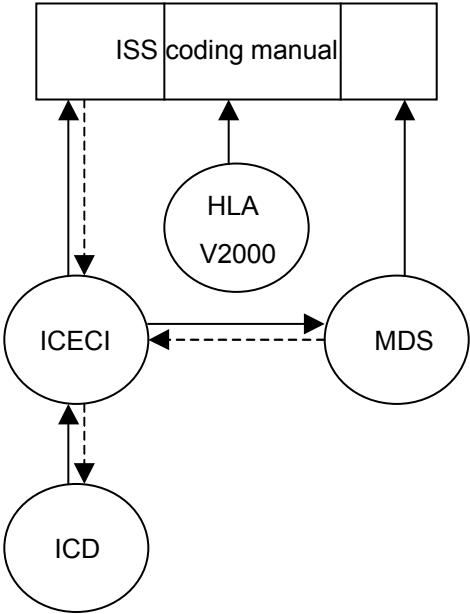 ISS coding manual
HLA
V2000
ICECI
MDS
ICD